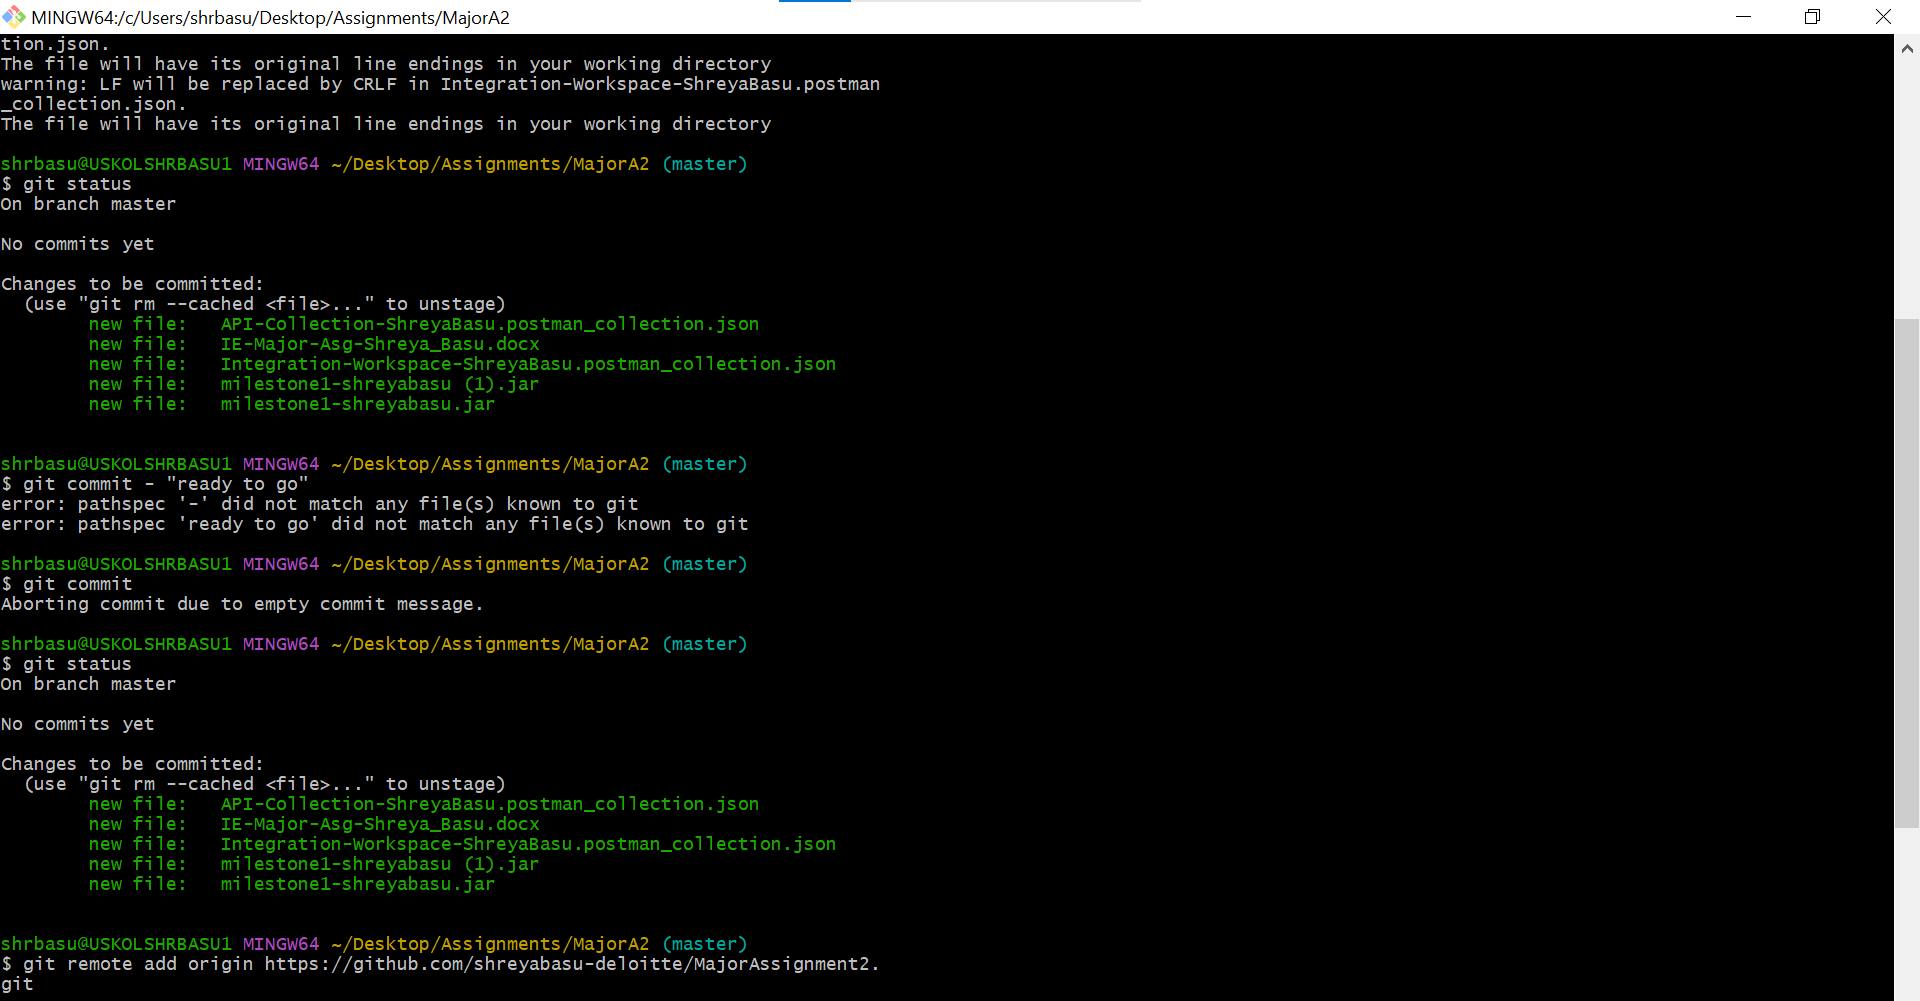 MINGW64:/c/Users/shrbasu/Desktop/Assignments/MajorA2
tion.json.
The file will have its original line endings in your working directory
warning: LF will be replaced by CRLF in Integration-Workspace-ShreyaBasu.postman
_collection.json.
The file will have its original line endings in your working directory
shrbasu@USKOLSHRBASU1 MINGW64 ~/Desktop/Assignments/MajorA2 (master)
$ git status
On branch master
No commits yet
Changes to be committed:
  (use "git rm --cached <file>..." to unstage)
        new file:   API-Collection-ShreyaBasu.postman_collection.json
        new file:   IE-Major-Asg-Shreya_Basu.docx
        new file:   Integration-Workspace-ShreyaBasu.postman_collection.json
        new file:   milestone1-shreyabasu (1).jar
        new file:   milestone1-shreyabasu.jar
shrbasu@USKOLSHRBASU1 MINGW64 ~/Desktop/Assignments/MajorA2 (master)
$ git commit - "ready to go"
error: pathspec '-' did not match any file(s) known to git
error: pathspec 'ready to go' did not match any file(s) known to git
shrbasu@USKOLSHRBASU1 MINGW64 ~/Desktop/Assignments/MajorA2 (master)
$ git commit
Aborting commit due to empty commit message.
shrbasu@USKOLSHRBASU1 MINGW64 ~/Desktop/Assignments/MajorA2 (master)
$ git status
On branch master
No commits yet
Changes to be committed:
  (use "git rm --cached <file>..." to unstage)
        new file:   API-Collection-ShreyaBasu.postman_collection.json
        new file:   IE-Major-Asg-Shreya_Basu.docx
        new file:   Integration-Workspace-ShreyaBasu.postman_collection.json
        new file:   milestone1-shreyabasu (1).jar
        new file:   milestone1-shreyabasu.jar
shrbasu@USKOLSHRBASU1 MINGW64 ~/Desktop/Assignments/MajorA2 (master)
$ git remote add origin https://github.com/shreyabasu-deloitte/MajorAssignment2.
git